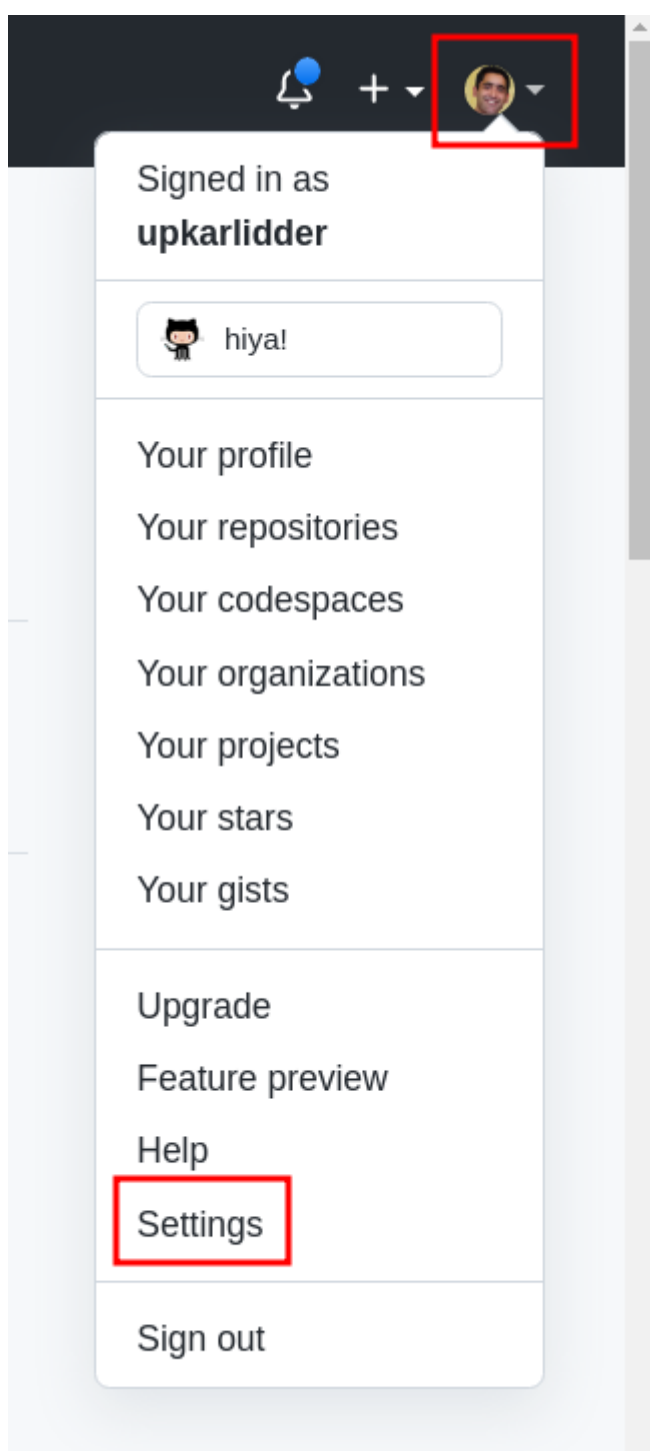 Signed in as
upkarlidder
hiya!
Your profile
Your repositories
Your codespaces
Your organizations
Your projects
Your stars
Your gists
Upgrade
Feature preview
Help
Settings
Sign out